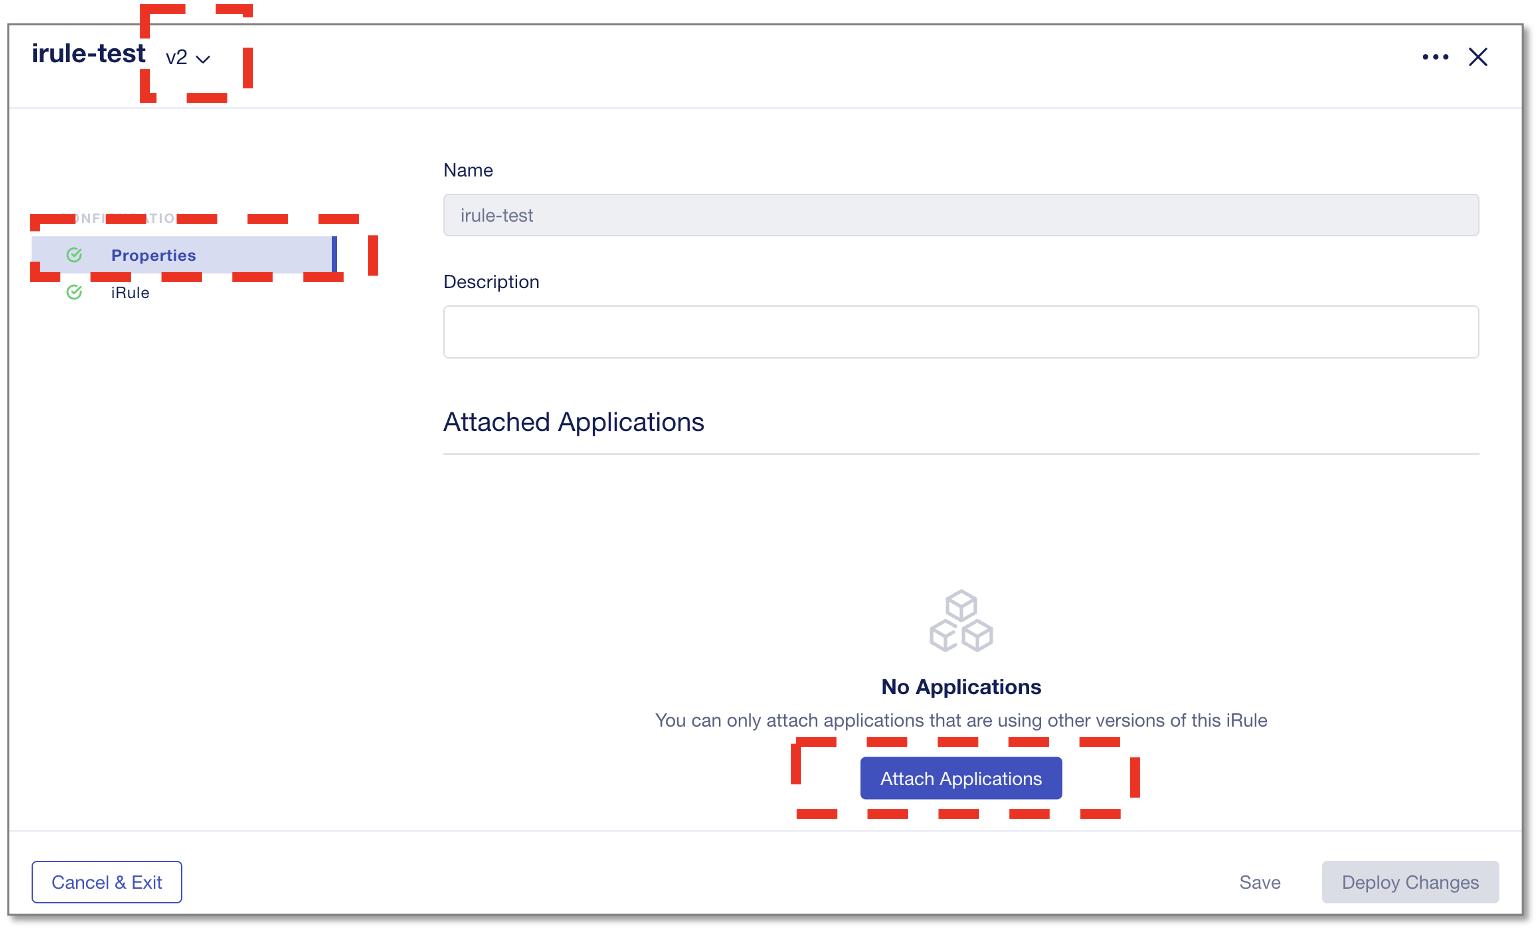 irule-test v2
Name
irule-test
Properties
iRule
Description
Attached Applications
No Applications
You can only attach applications that are using other versions of this iRule
Attach Applications
Cancel & Exit
Save
Deploy Changes